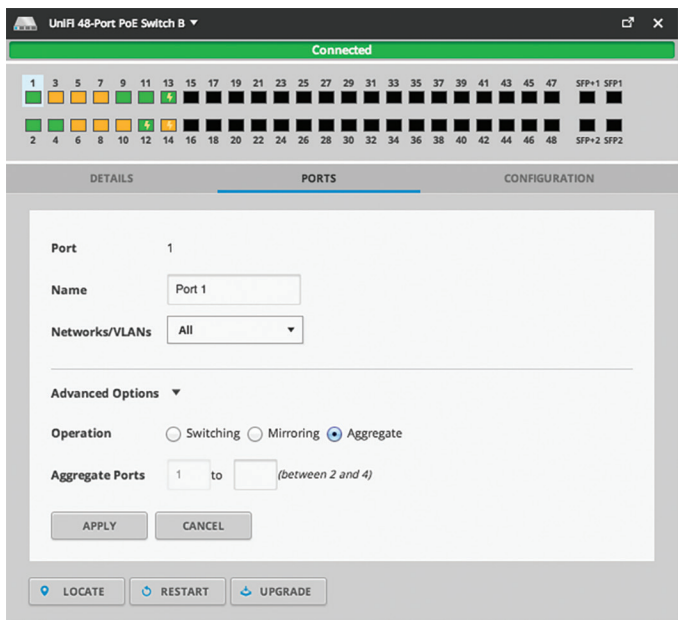 UniFi 48-Port PoE Switch B
Connected
1 3 5 7 9 11 13 15 17 19 21 23 25 27 29 31 33 35 37 39 41 43 45 47 SFP+1 SFP1
2 4 6 8 10 12 14 16 18 20 22 24 26 28 30 32 34 36 38 40 42 44 46 48 SFP+2 SFP2
DETAILS PORTS CONFIGURATION
Port 1
Name Port 1
Networks/VLANs All
Advanced Options
Operation Switching Mirroring Aggregate
Aggregate Ports 1 to (between 2 and 4)
APPLY CANCEL
LOCATE RESTART UPGRADE